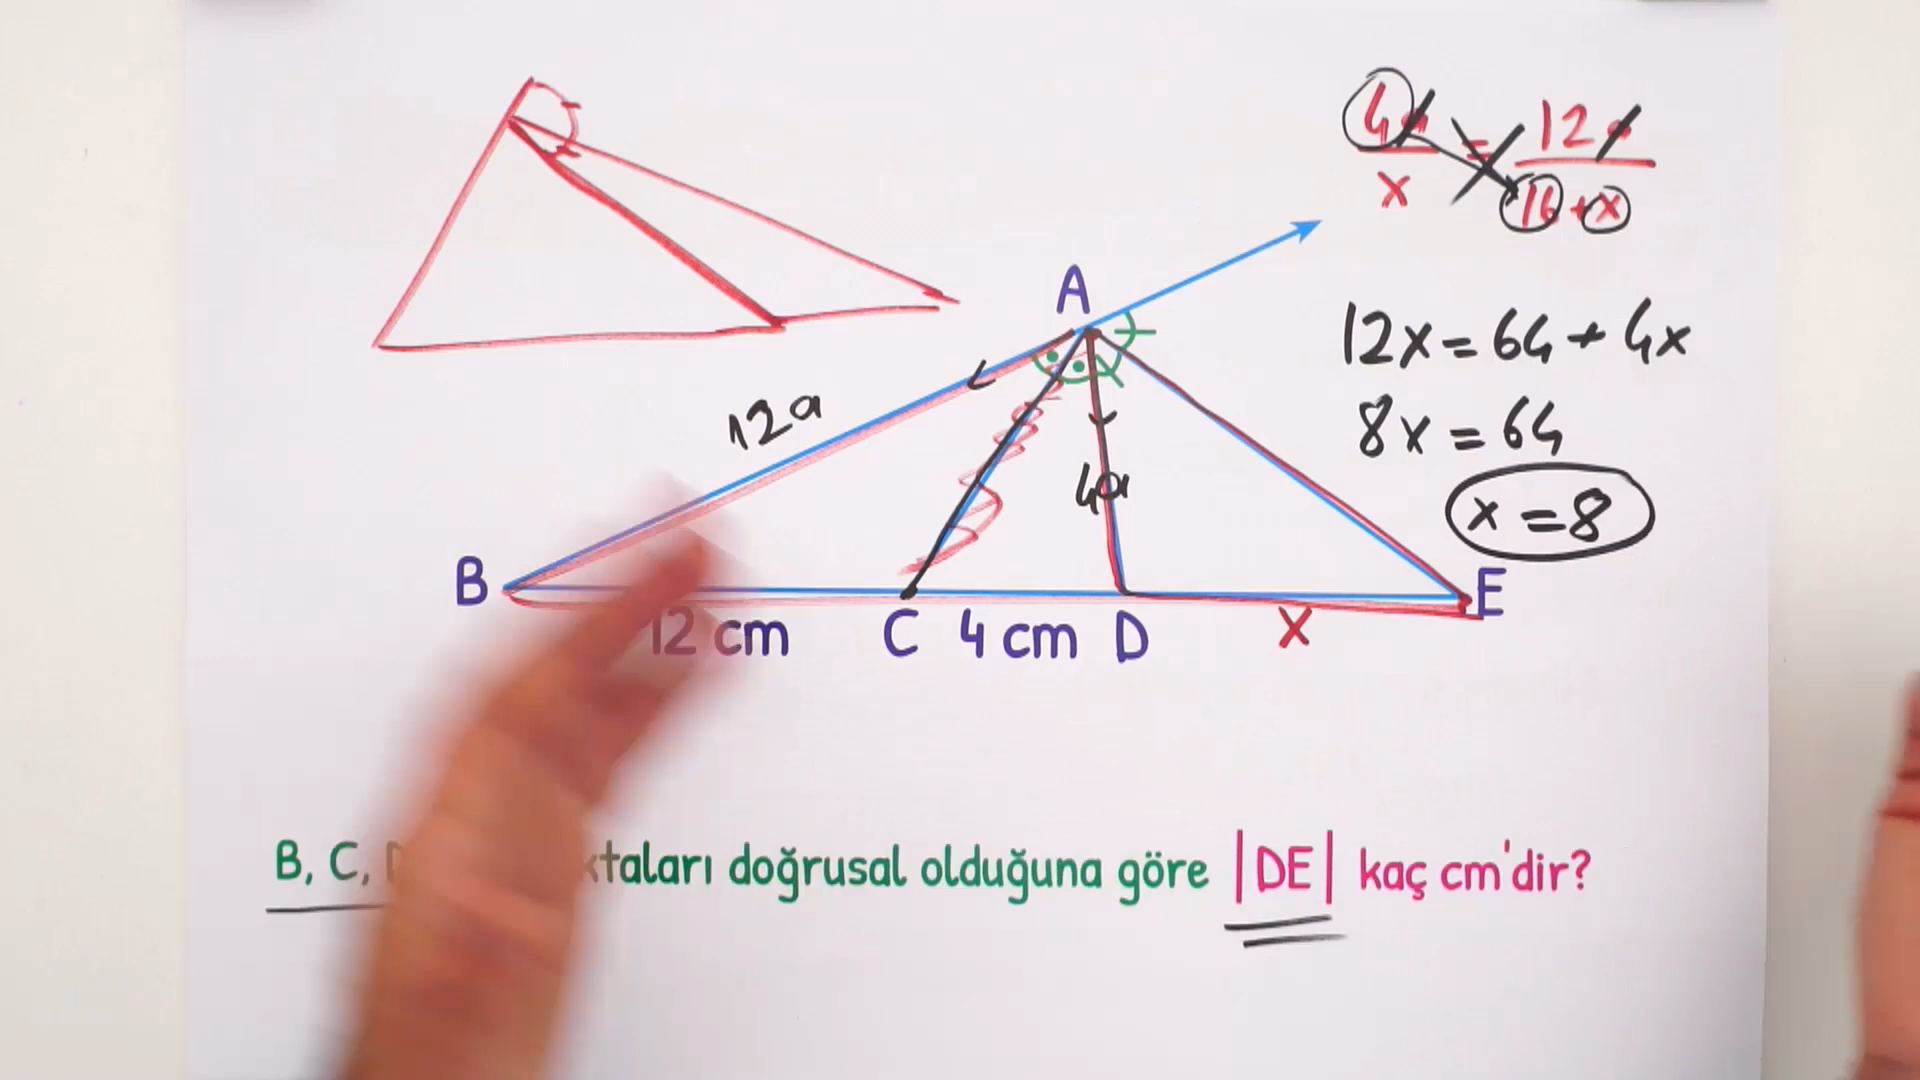 4a = 12a
x 16+x
A
12x = 64 + 4x
12a
8x = 64
4a
x = 8
B
E
12 cm C 4 cm D x
B, C, doğrusal olduğuna göre |DE| kaç cm'dir?